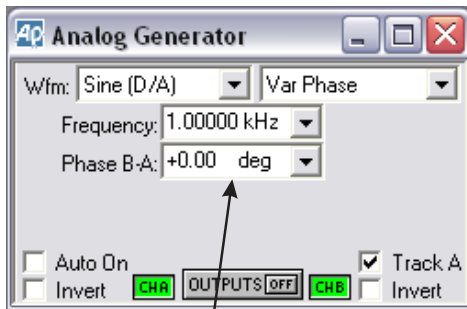 Ap Analog Generator
Wfm: Sine (D/A) Var Phase
Frequency: 1.00000 kHz
Phase B-A: +0.00 deg
Auto On Track A
Invert CHA OUTPUTS OFF CHB Invert